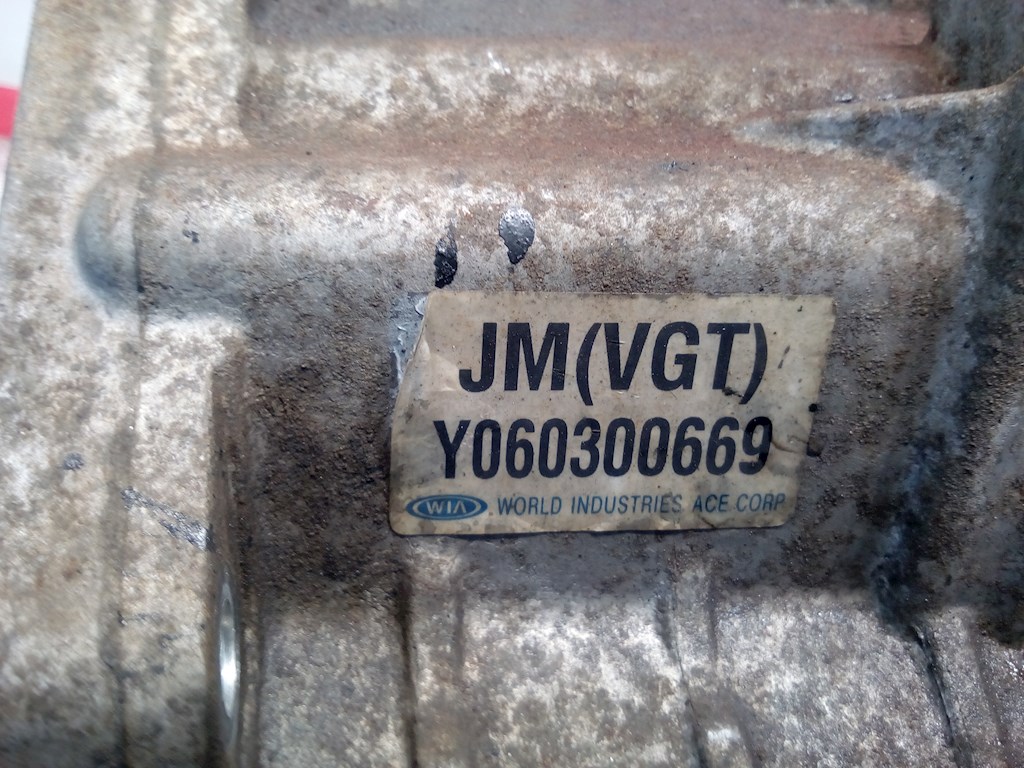 JM(VGT)
Y060300669
WIA WORLD INDUSTRIES ACE CORP